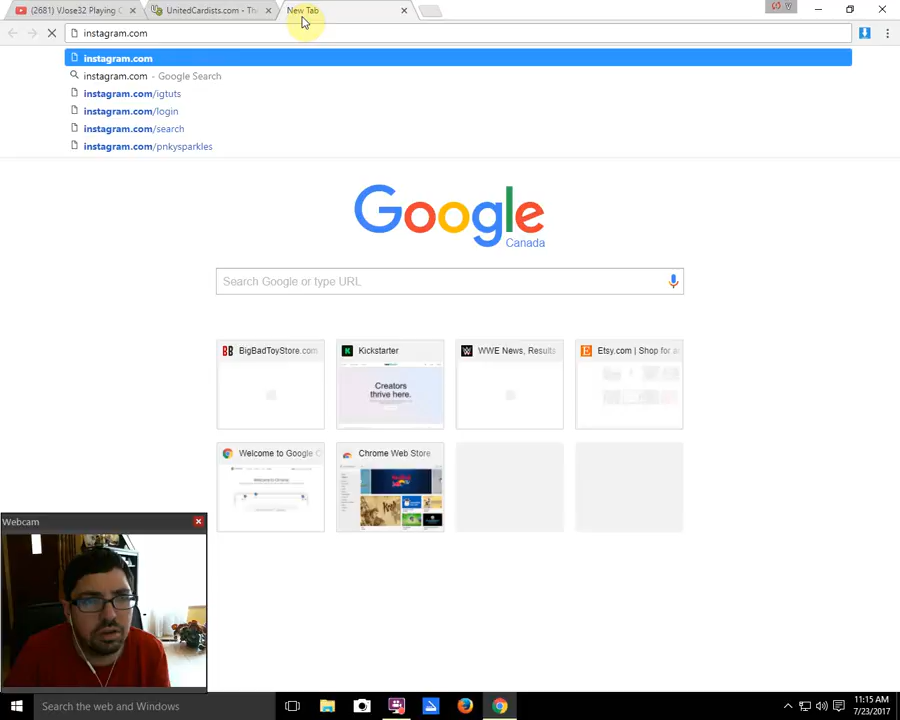 (2681) VJose32 Playing C
UnitedCardists.com - The
New Tab
instagram.com
instagram.com
instagram.com - Google Search
instagram.com/igtuts
instagram.com/login
instagram.com/search
instagram.com/pnkysparkles
Google
Canada
Search Google or type URL
BigBadToyStore.com
Kickstarter
WWE News, Results
Etsy.com | Shop for a
Creators
thrive here.
Welcome to Google C
Chrome Web Store
Webcam
Search the web and Windows
11:15 AM
7/23/2017